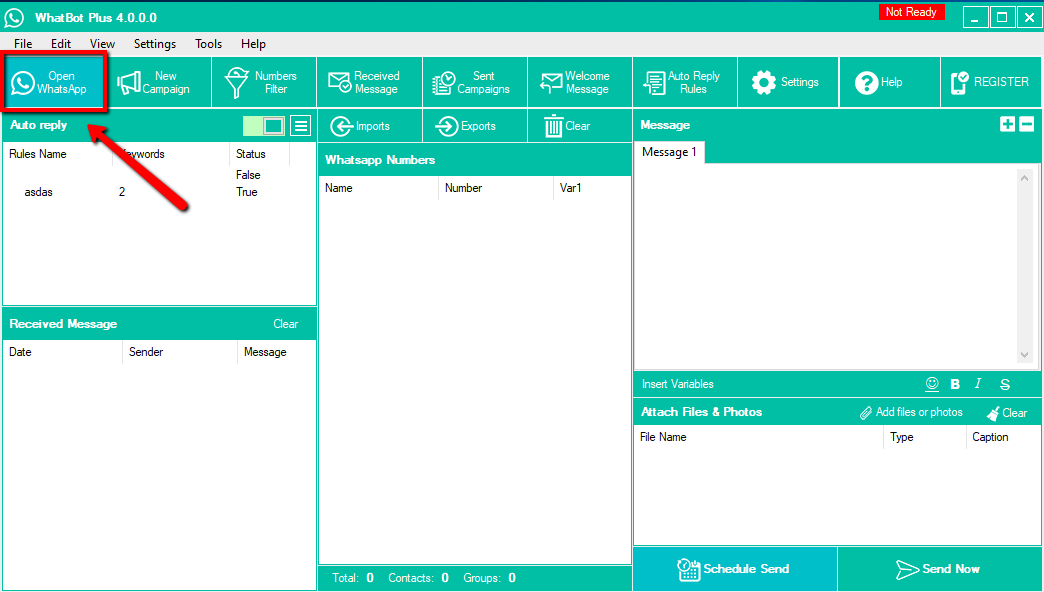 WhatBot Plus 4.0.0.0
Not Ready
File Edit View Settings Tools Help
Open WhatsApp
New Campaign
Numbers Filter
Received Message
Sent Campaigns
Welcome Message
Auto Reply Rules
Settings
Help
REGISTER
Auto reply
Rules Name Status
False
asdas 2 True
Received Message Clear
Date Sender Message
Imports Exports Clear
Whatsapp Numbers
Name Number Var1
Total: 0 Contacts: 0 Groups: 0
Message
Message 1
Insert Variables B I S
Attach Files & Photos Add files or photos Clear
File Name Type Caption
Schedule Send Send Now